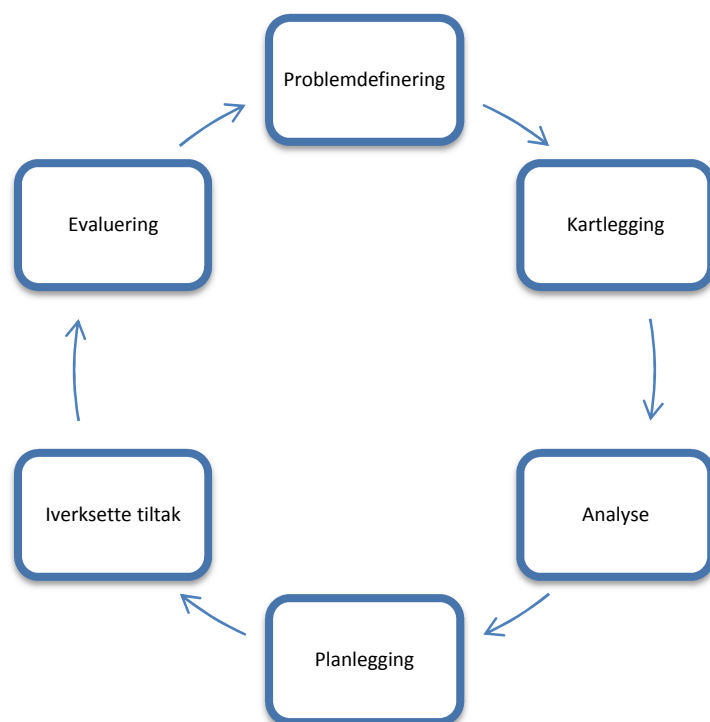 Problemdefinering
Kartlegging
Analyse
Planlegging
Iverksette tiltak
Evaluering